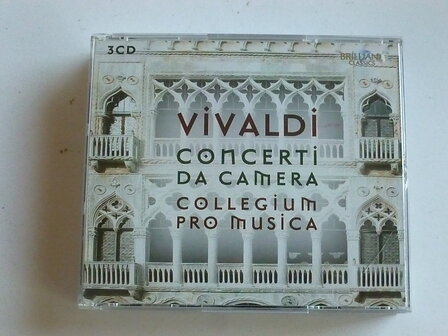 3CD
BRILLIANT
CLASSICS
VIVALDI
CONCERTI
DA CAMERA
COLLEGIUM
PRO MUSICA